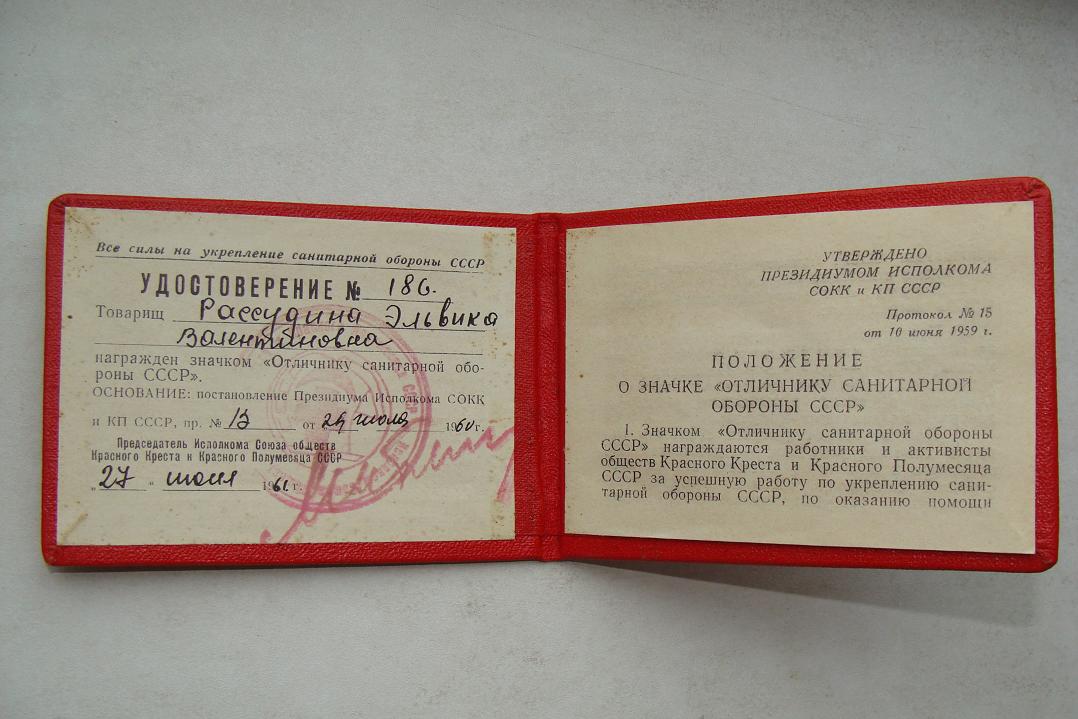 Все силы на укрепление санитарной обороны СССР
УДОСТОВЕРЕНИЕ № 186.
Товарищ Рассудина Эльвика
Валентиновна
награжден значком «Отличнику санитарной обо-
роны СССР».
ОСНОВАНИЕ: постановление Президиума Исполкома СОКК
и КП СССР, пр. № 13 от 29 июля 1960 г.
Председатель Исполкома Союза обществ
Красного Креста и Красного Полумесяца СССР
"27" июля 1961 г.
УТВЕРЖДЕНО
ПРЕЗИДИУМОМ ИСПОЛКОМА
СОКК и КП СССР
Протокол № 15
от 10 июня 1959 г.
ПОЛОЖЕНИЕ
О ЗНАЧКЕ «ОТЛИЧНИКУ САНИТАРНОЙ
ОБОРОНЫ СССР»
1. Значком «Отличнику санитарной обороны
СССР» награждаются работники и активисты
обществ Красного Креста и Красного Полумесяца
СССР за успешную работу по укреплению сани-
тарной обороны СССР, по оказанию помощи